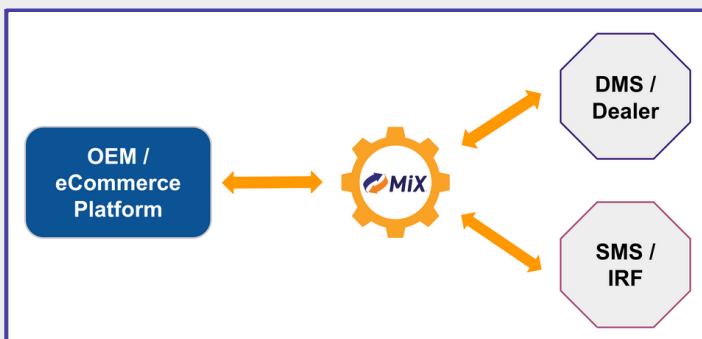 OEM /
eCommerce
Platform
MiX
DMS /
Dealer
SMS /
IRF